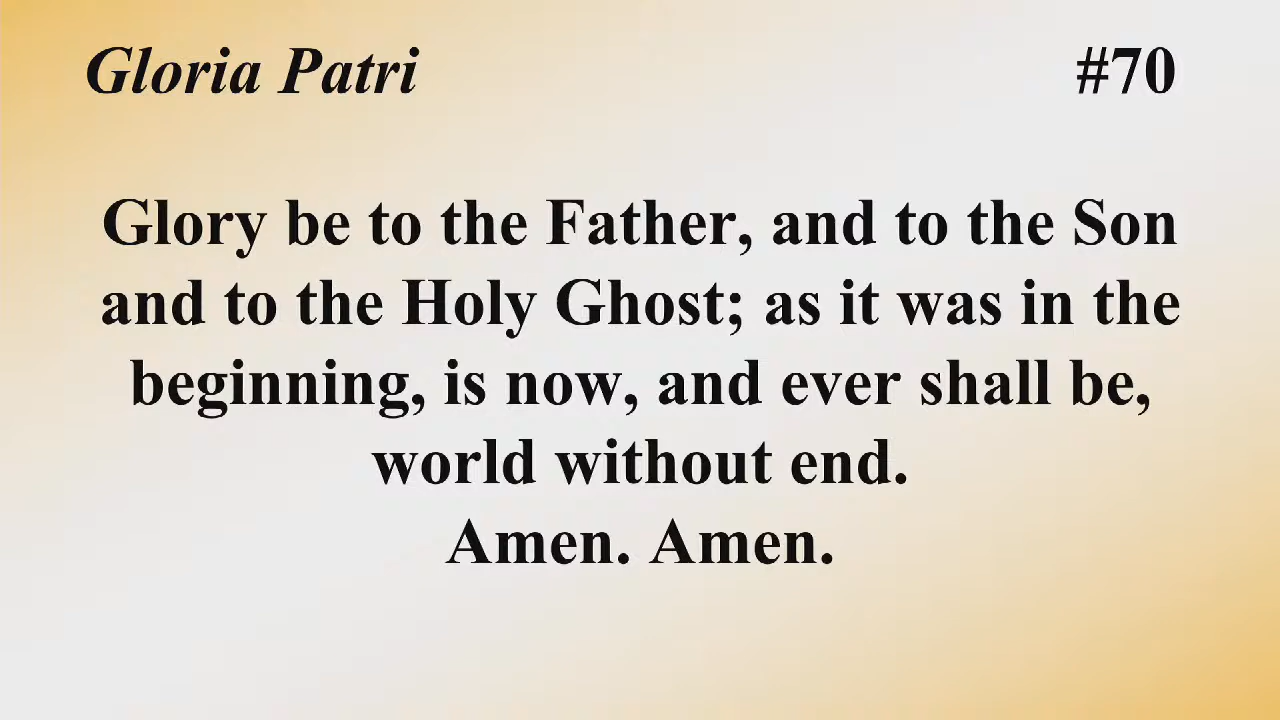 Gloria Patri #70
Glory be to the Father, and to the Son
and to the Holy Ghost; as it was in the
beginning, is now, and ever shall be,
world without end.
Amen. Amen.